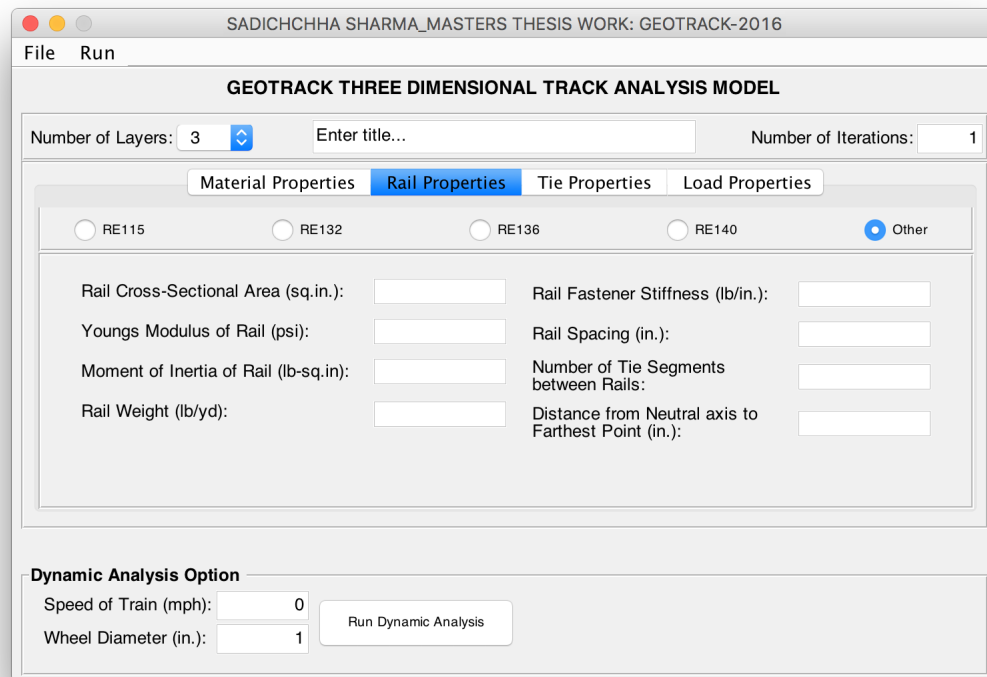 SADICHCHHA SHARMA_MASTERS THESIS WORK: GEOTRACK-2016
File Run
GEOTRACK THREE DIMENSIONAL TRACK ANALYSIS MODEL
Number of Layers: 3 Enter title... Number of Iterations: 1
Material Properties Rail Properties Tie Properties Load Properties
RE115 RE132 RE136 RE140 Other
Rail Cross-Sectional Area (sq.in.):
Youngs Modulus of Rail (psi):
Moment of Inertia of Rail (lb-sq.in):
Rail Weight (lb/yd):
Rail Fastener Stiffness (lb/in.):
Rail Spacing (in.):
Number of Tie Segments
between Rails:
Distance from Neutral axis to
Farthest Point (in.):
Dynamic Analysis Option
Speed of Train (mph): 0
Wheel Diameter (in.): 1
Run Dynamic Analysis